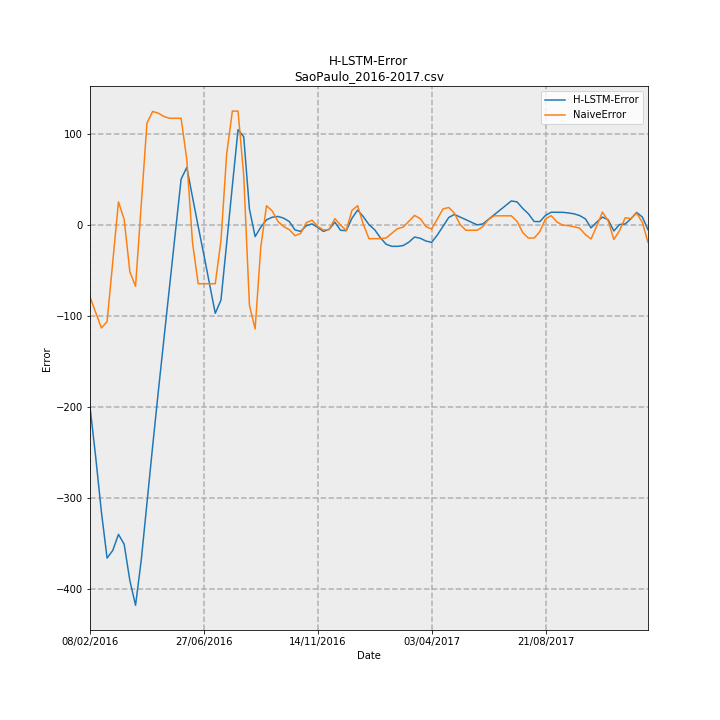 H-LSTM-Error
SaoPaulo_2016-2017.csv
H-LSTM-Error
NaiveError
100
0
−100
−200
−300
−400
Error
08/02/2016
27/06/2016
14/11/2016
03/04/2017
21/08/2017
Date